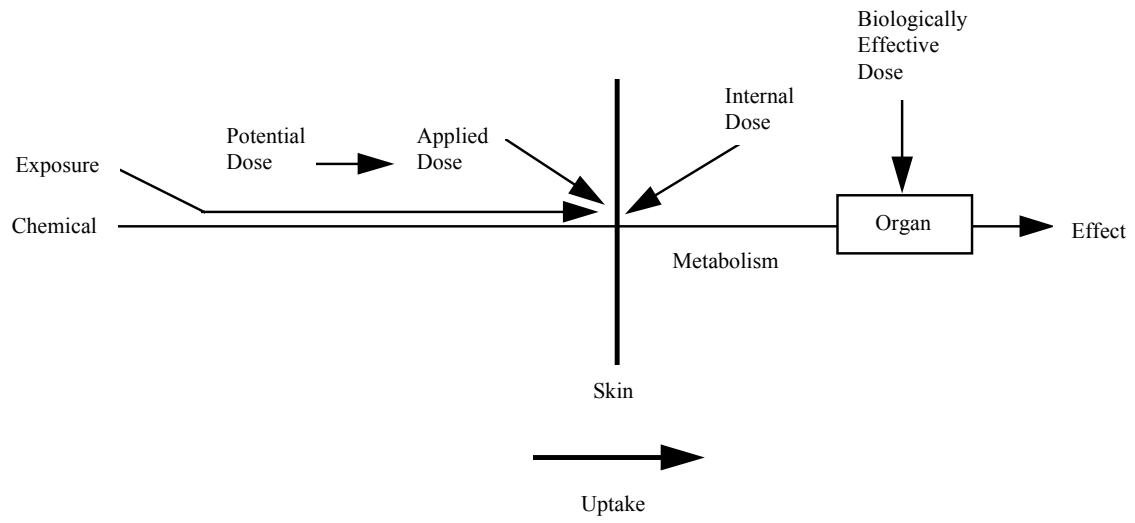 Biologically
Effective
Dose
Internal
Dose
Potential
Dose
Applied
Dose
Exposure
Chemical
Organ
Effect
Metabolism
Skin
Uptake